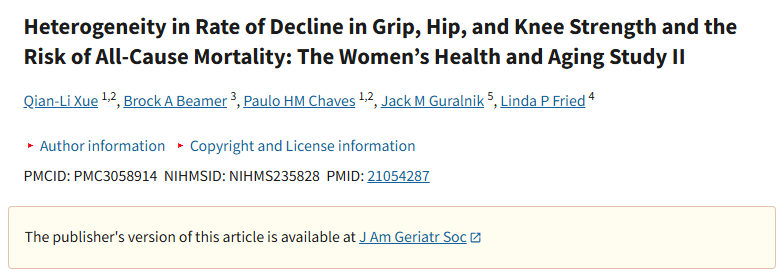 Heterogeneity in Rate of Decline in Grip, Hip, and Knee Strength and the
Risk of All-Cause Mortality: The Women’s Health and Aging Study II
Qian-Li Xue 1,2, Brock A Beamer 3, Paulo HM Chaves 1,2, Jack M Guralnik 5, Linda P Fried 4
Author information Copyright and License information
PMCID: PMC3058914 NIHMSID: NIHMS235828 PMID: 21054287
The publisher's version of this article is available at J Am Geriatr Soc